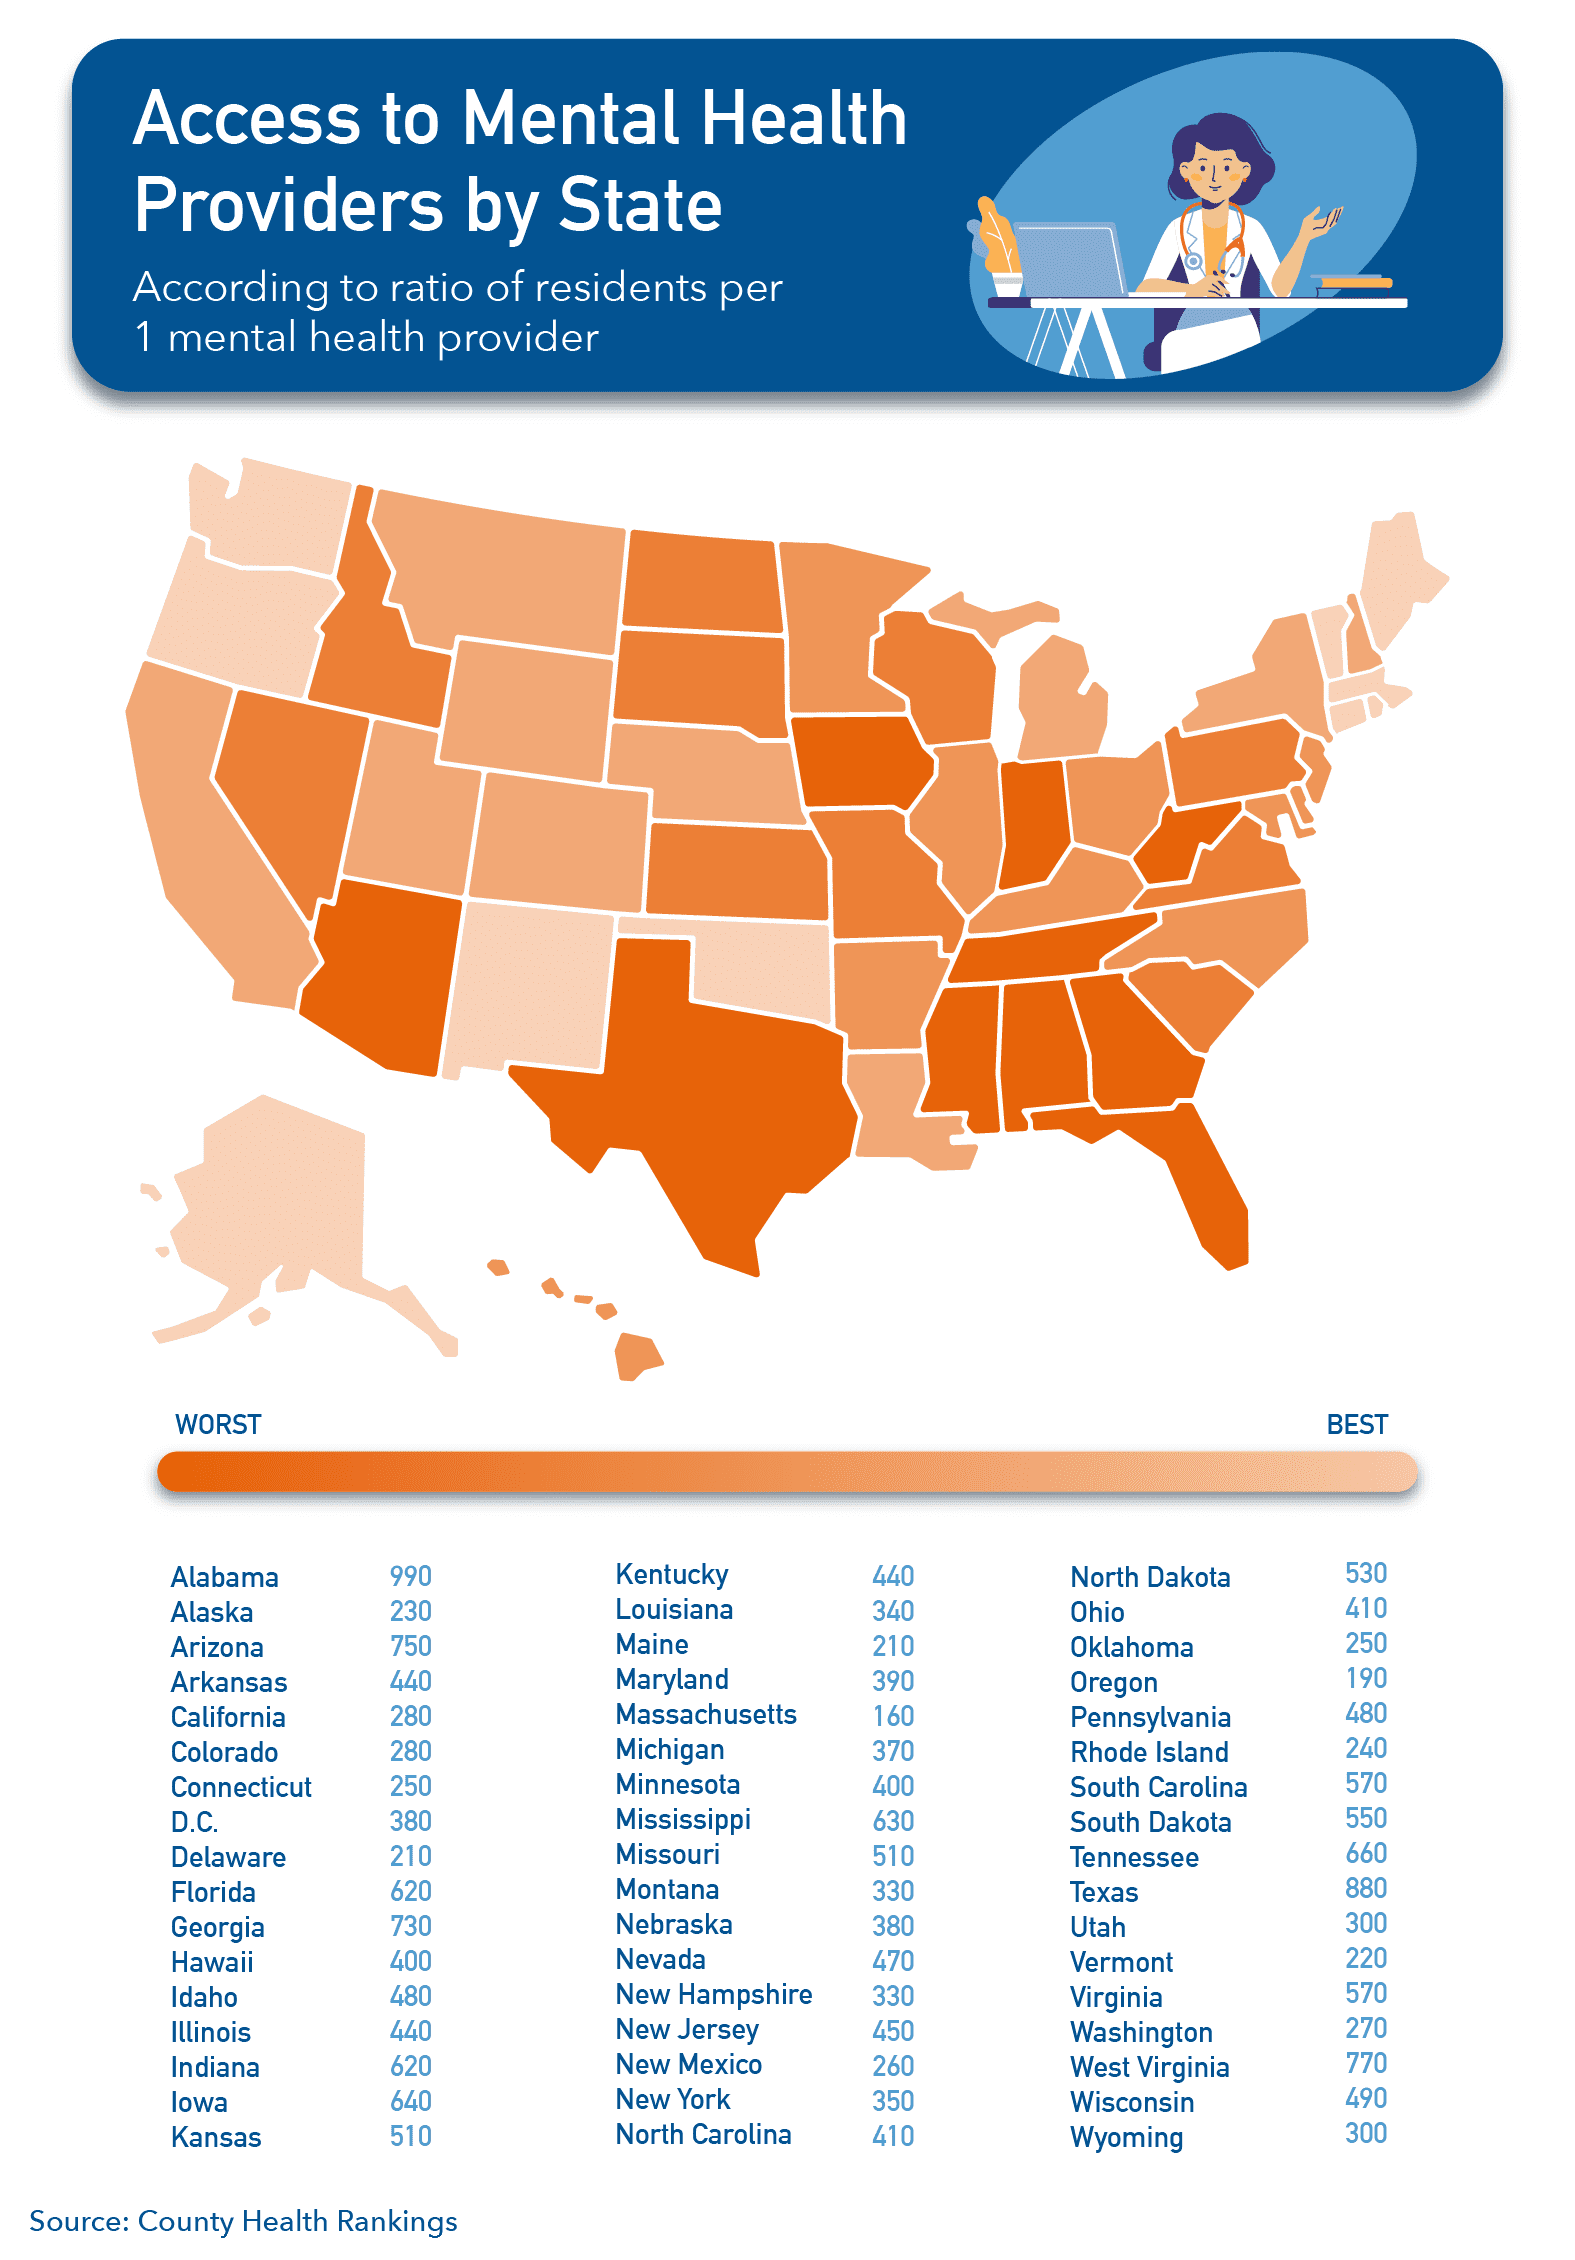 Access to Mental Health
Providers by State
According to ratio of residents per
1 mental health provider
WORST
BEST
Alabama 990
Alaska 230
Arizona 750
Arkansas 440
California 280
Colorado 280
Connecticut 250
D.C. 380
Delaware 210
Florida 620
Georgia 730
Hawaii 400
Idaho 480
Illinois 440
Indiana 620
Iowa 640
Kansas 510
Kentucky 440
Louisiana 340
Maine 210
Maryland 390
Massachusetts 160
Michigan 370
Minnesota 400
Mississippi 630
Missouri 510
Montana 330
Nebraska 380
Nevada 470
New Hampshire 330
New Jersey 450
New Mexico 260
New York 350
North Carolina 410
North Dakota 530
Ohio 410
Oklahoma 250
Oregon 190
Pennsylvania 480
Rhode Island 240
South Carolina 570
South Dakota 550
Tennessee 660
Texas 880
Utah 300
Vermont 220
Virginia 570
Washington 270
West Virginia 770
Wisconsin 490
Wyoming 300
Source: County Health Rankings